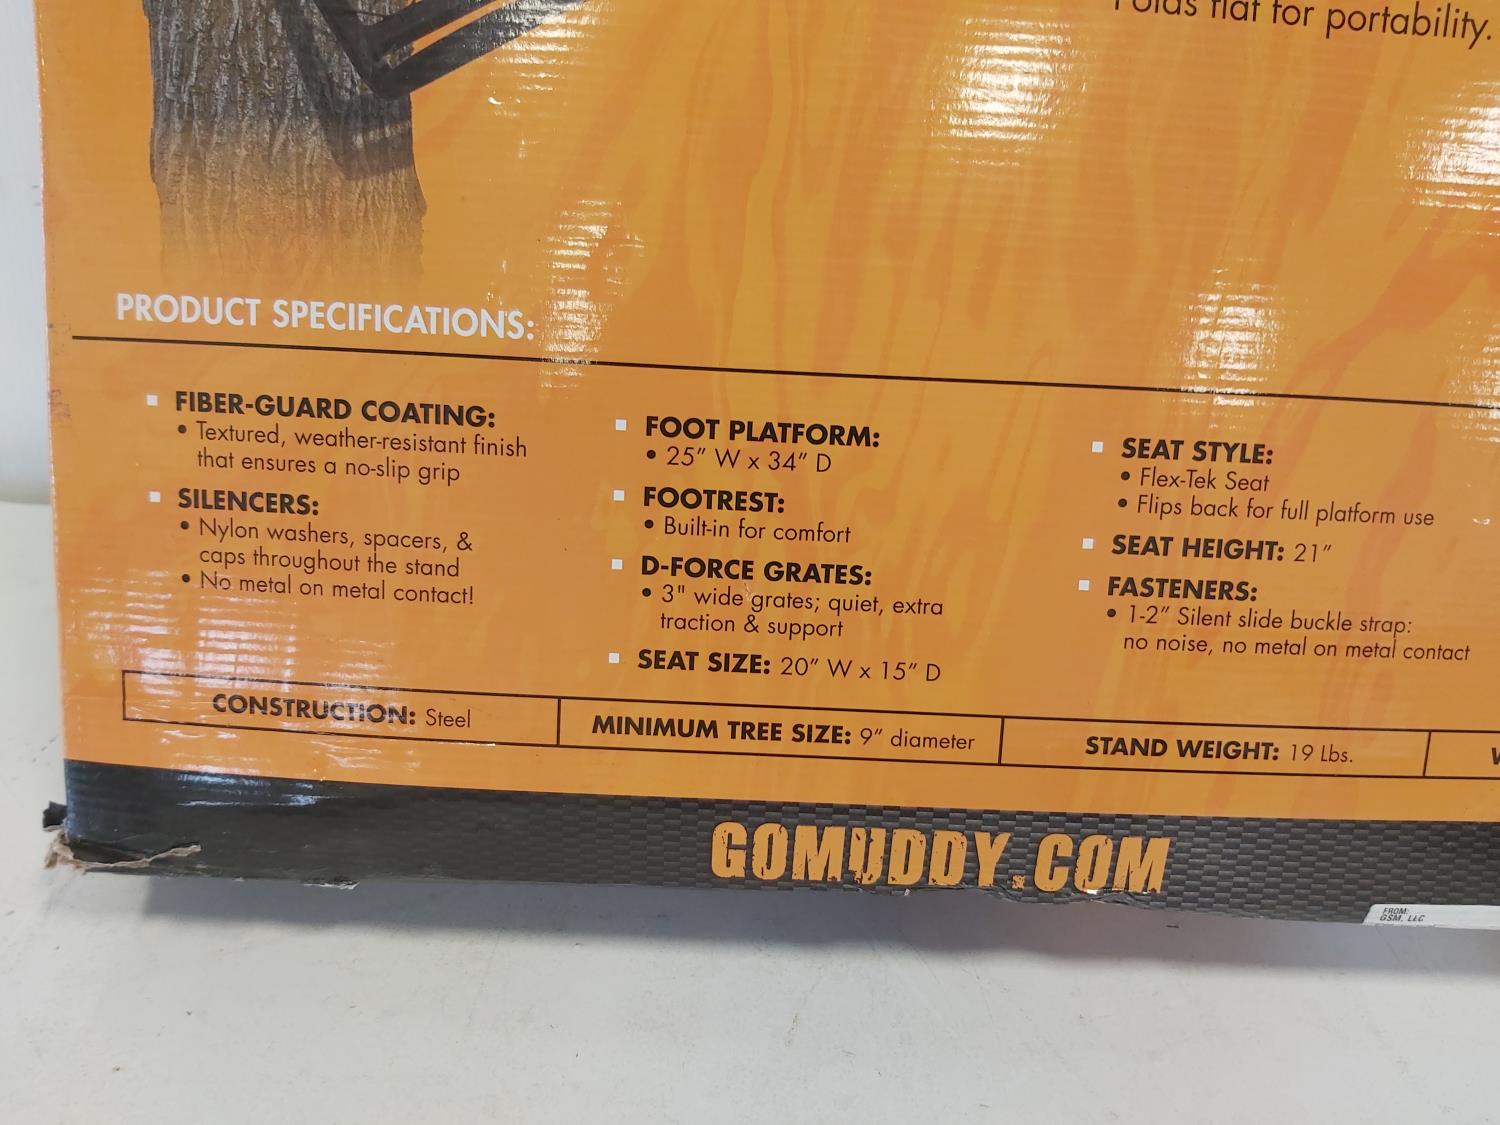 Folds flat for portability.
PRODUCT SPECIFICATIONS:
FIBER-GUARD COATING:
• Textured, weather-resistant finish
that ensures a no-slip grip
SILENCERS:
• Nylon washers, spacers, &
caps throughout the stand
• No metal on metal contact!
FOOT PLATFORM:
• 25" W x 34" D
FOOTREST:
• Built-in for comfort
D-FORCE GRATES:
• 3" wide grates; quiet, extra
traction & support
SEAT SIZE: 20" W x 15" D
SEAT STYLE:
• Flex-Tek Seat
• Flips back for full platform use
SEAT HEIGHT: 21"
FASTENERS:
• 1-2" Silent slide buckle strap:
no noise, no metal on metal contact
CONSTRUCTION: Steel
MINIMUM TREE SIZE: 9" diameter
STAND WEIGHT: 19 Lbs.
GOMUDDY.COM
FROM:
GSM, LLC